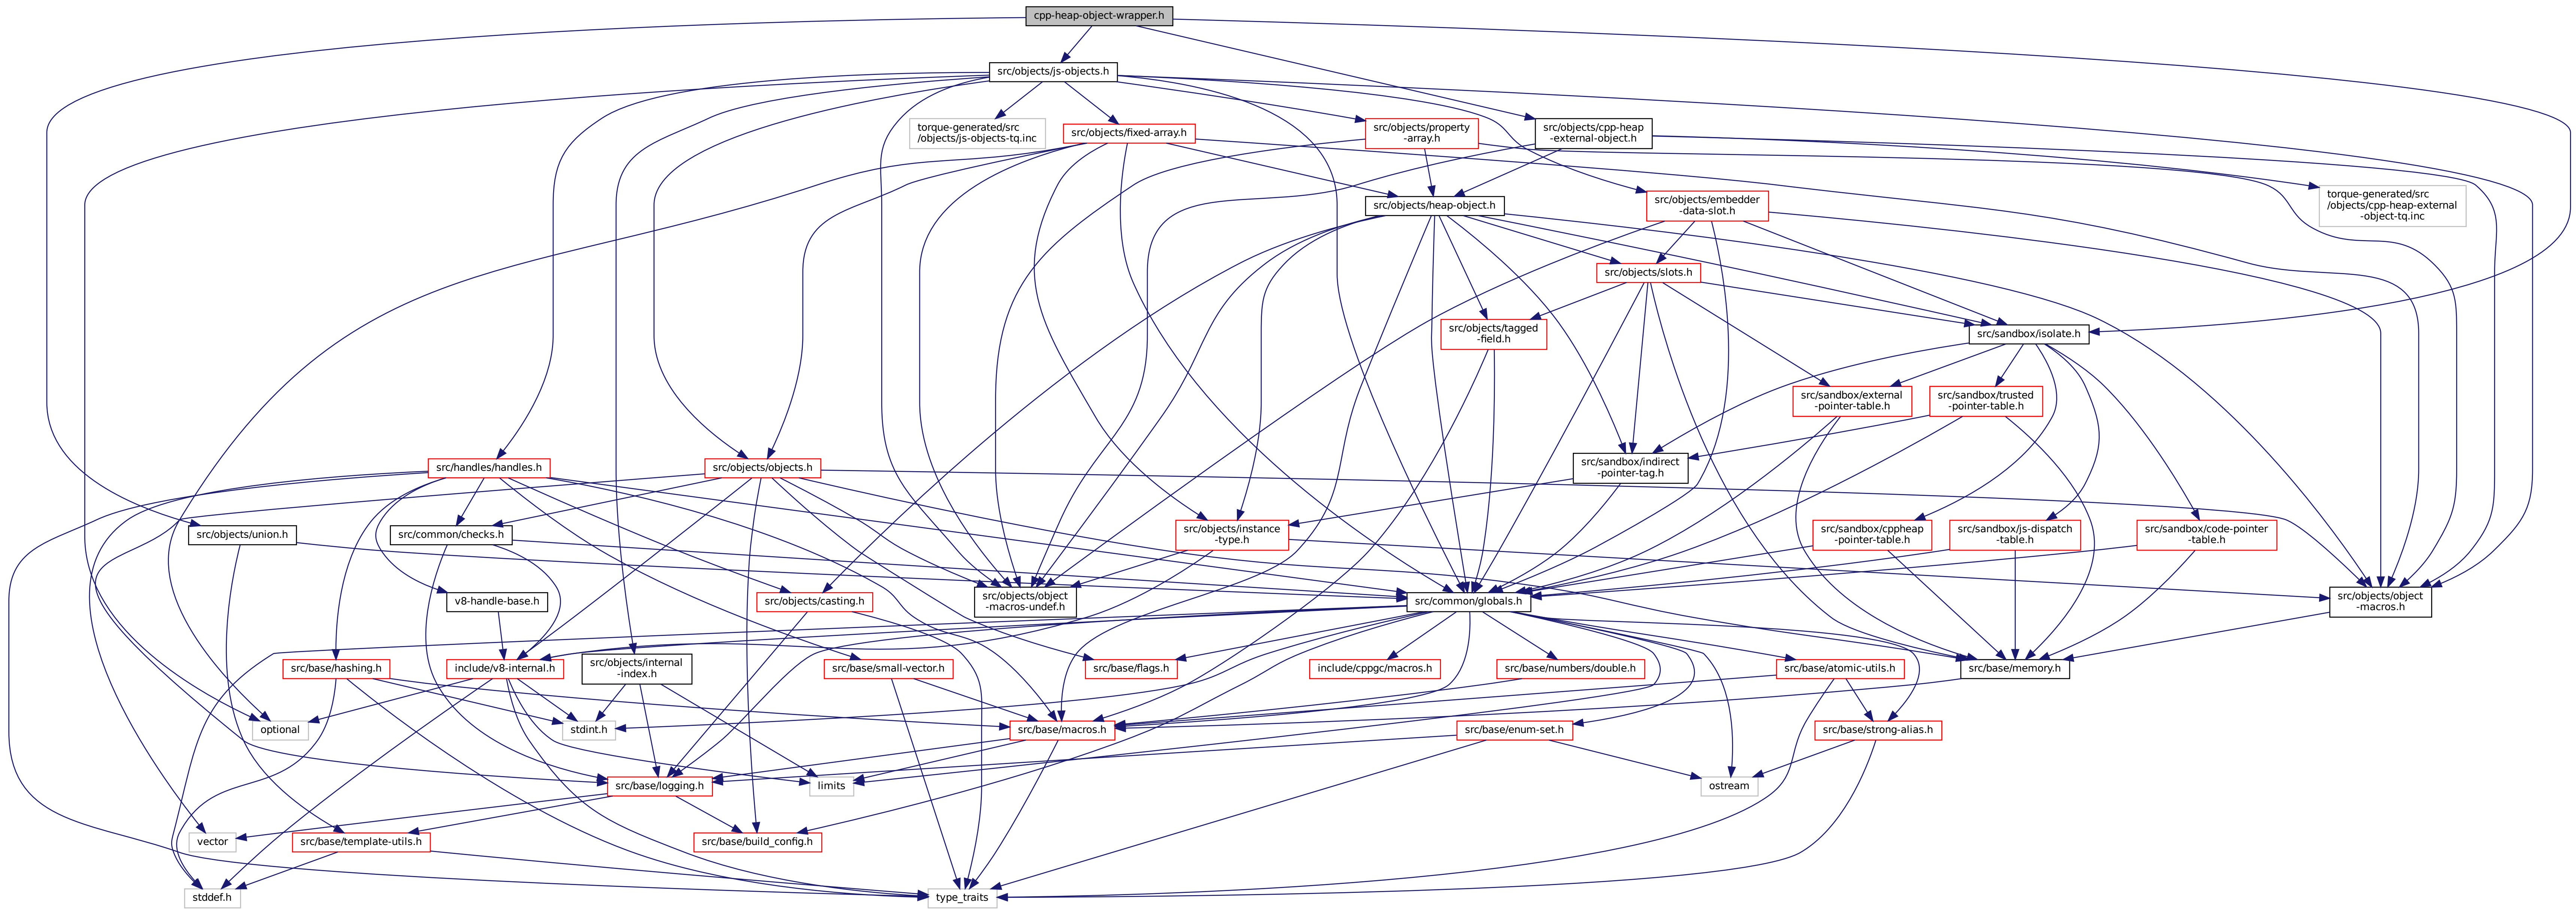 cpp-heap-object-wrapper.h
src/objects/js-objects.h
torque-generated/src
/objects/js-objects-tq.inc
src/objects/fixed-array.h
src/objects/property
-array.h
src/objects/cpp-heap
-external-object.h
src/objects/heap-object.h
src/objects/embedder
-data-slot.h
torque-generated/src
/objects/cpp-heap-external
-object-tq.inc
src/objects/slots.h
src/objects/tagged
-field.h
src/sandbox/isolate.h
src/sandbox/external
-pointer-table.h
src/sandbox/trusted
-pointer-table.h
src/handles/handles.h
src/objects/objects.h
src/sandbox/indirect
-pointer-tag.h
src/objects/union.h
src/common/checks.h
src/objects/instance
-type.h
src/sandbox/cppheap
-pointer-table.h
src/sandbox/js-dispatch
-table.h
src/sandbox/code-pointer
-table.h
v8-handle-base.h
src/objects/casting.h
src/objects/object
-macros-undef.h
src/common/globals.h
src/objects/object
-macros.h
src/base/hashing.h
include/v8-internal.h
src/objects/internal
-index.h
src/base/small-vector.h
src/base/flags.h
include/cppgc/macros.h
src/base/numbers/double.h
src/base/atomic-utils.h
src/base/memory.h
optional
stdint.h
src/base/macros.h
src/base/enum-set.h
src/base/strong-alias.h
src/base/logging.h
limits
ostream
vector
src/base/template-utils.h
src/base/build_config.h
stddef.h
type_traits